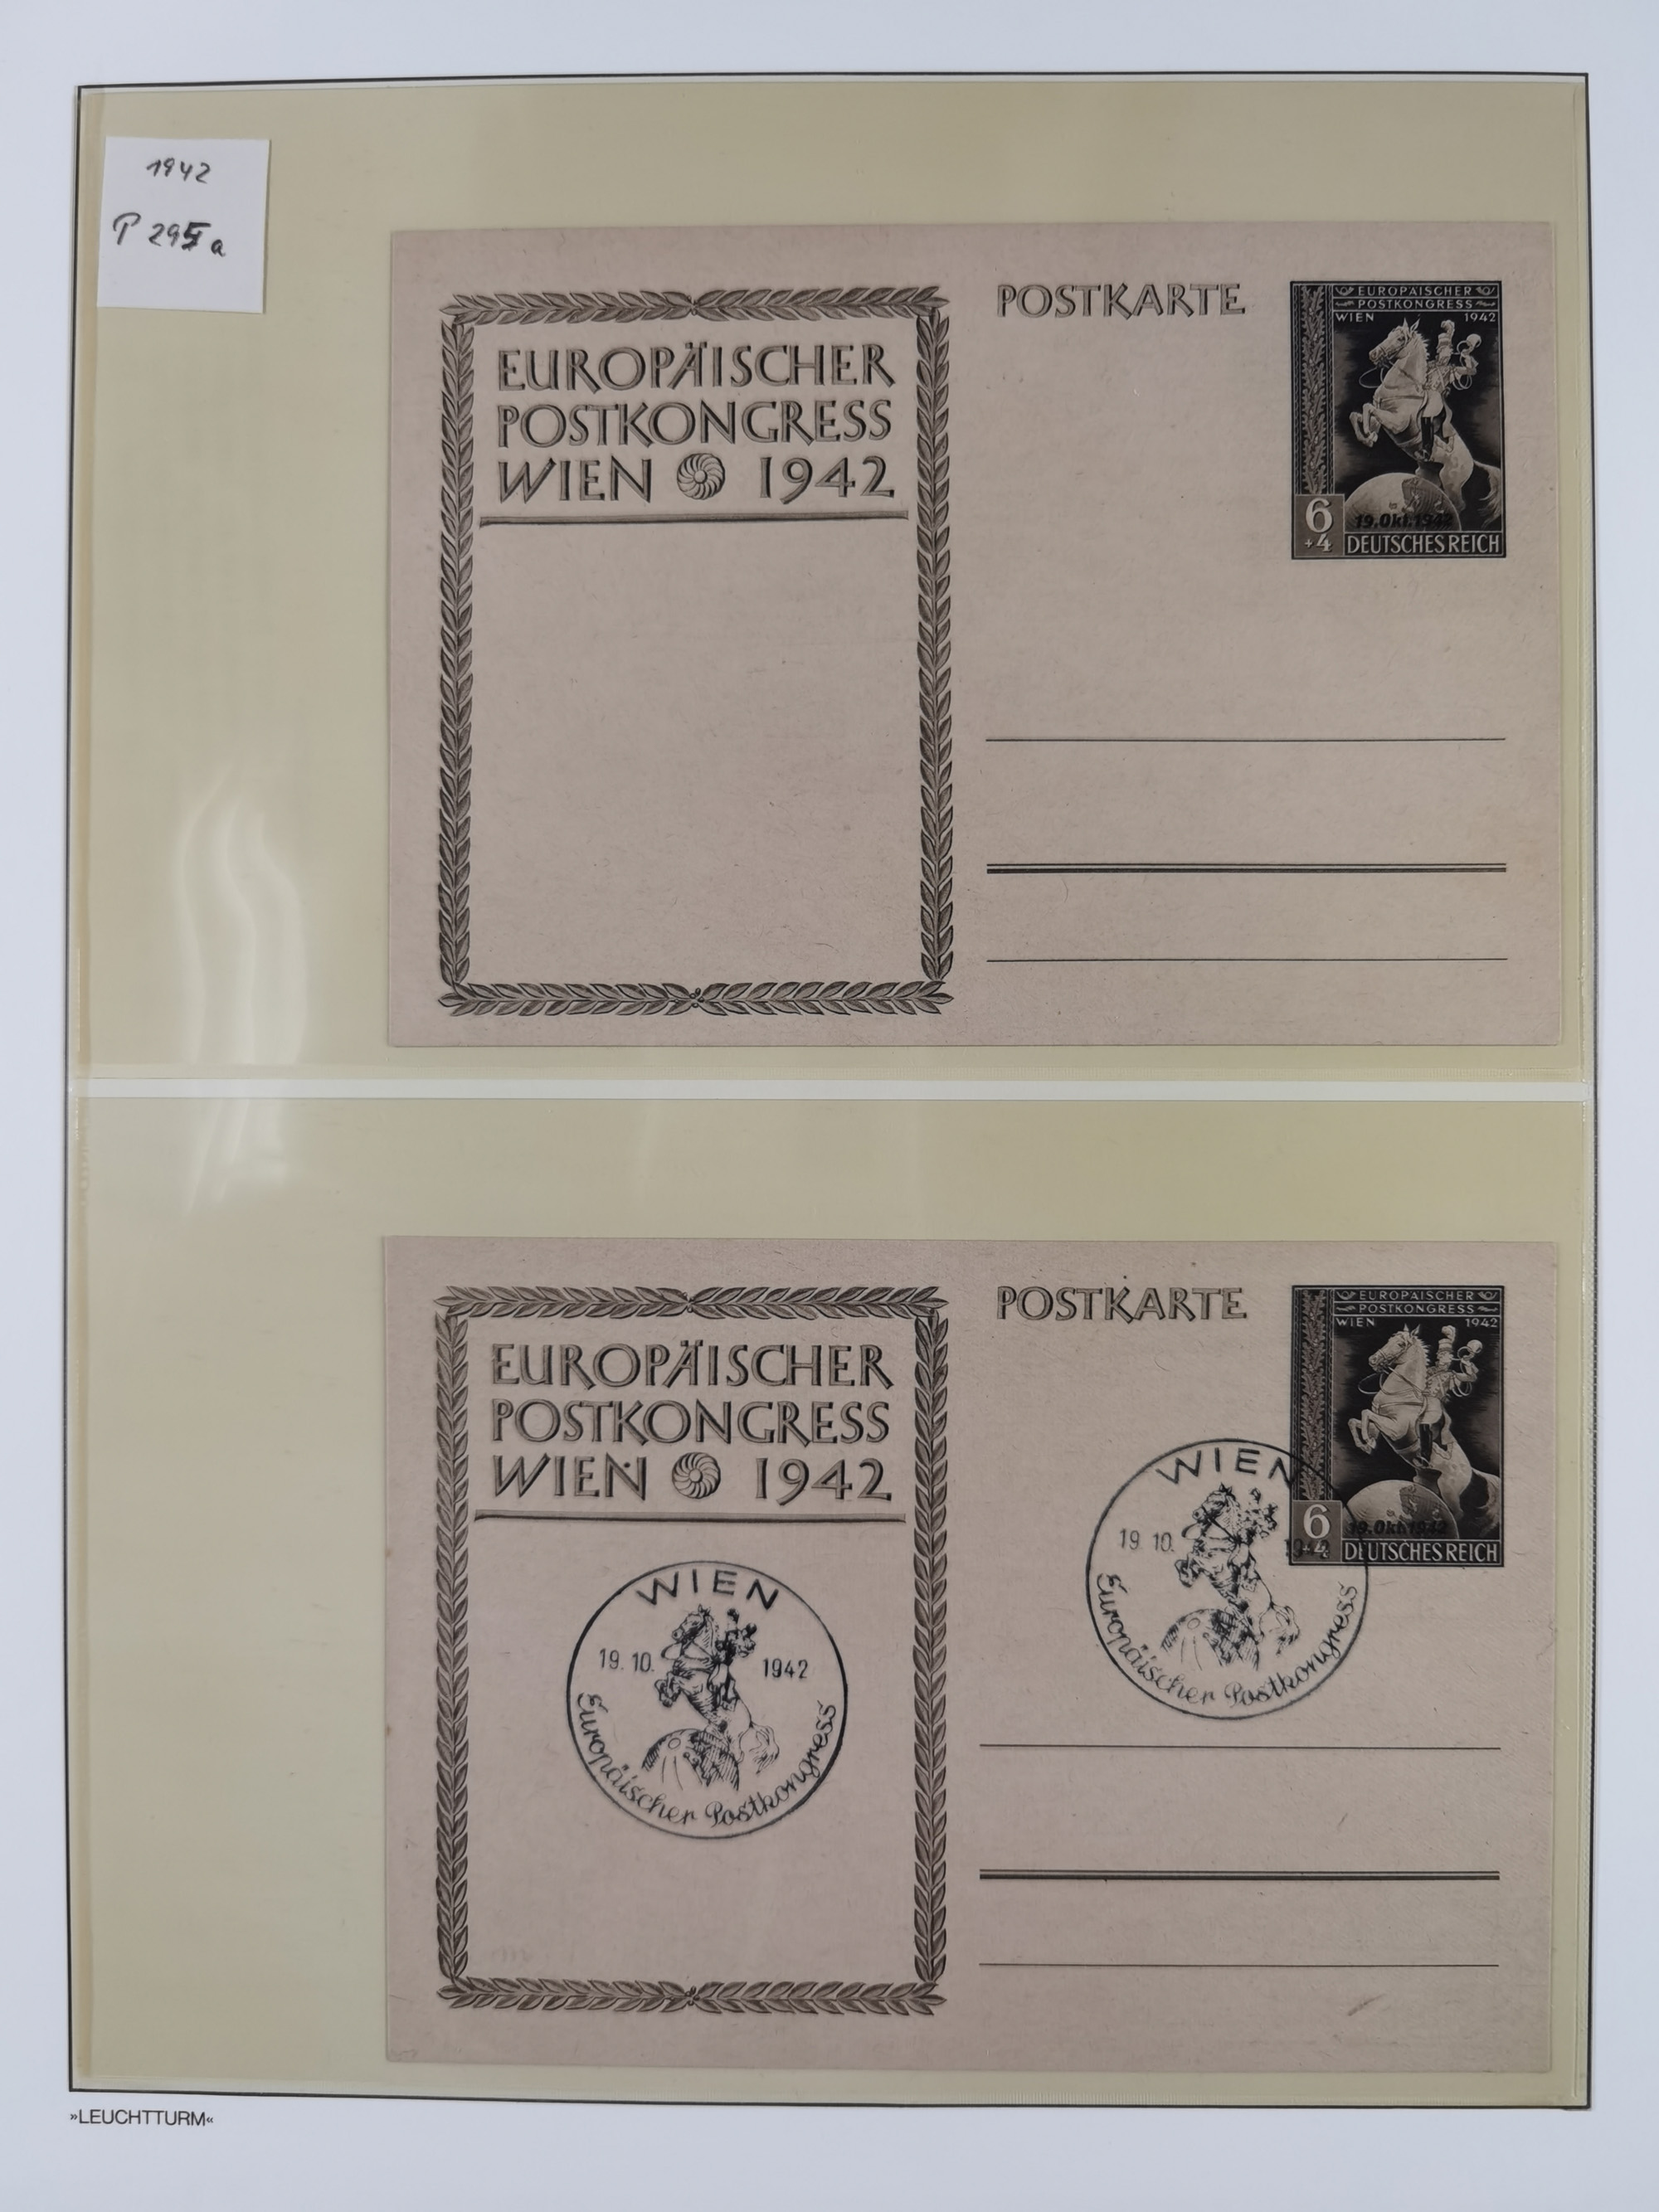 1942
P 295I a
EUROPÄISCHER
POSTKONGRESS
WIEN 1942
POSTKARTE
EUROPÄISCHER
POSTKONGRESS
WIEN 1942
6
+4
19.Okt.1942
DEUTSCHES REICH
EUROPÄISCHER
POSTKONGRESS
WIEN 1942
WIEN
19. 10. 1942
Europäischer Postkongress
POSTKARTE
EUROPÄISCHER
POSTKONGRESS
WIEN 1942
6
+4
19.Okt.1942
DEUTSCHES REICH
WIEN
19. 10. 1942
Europäischer Postkongress
»LEUCHTTURM«